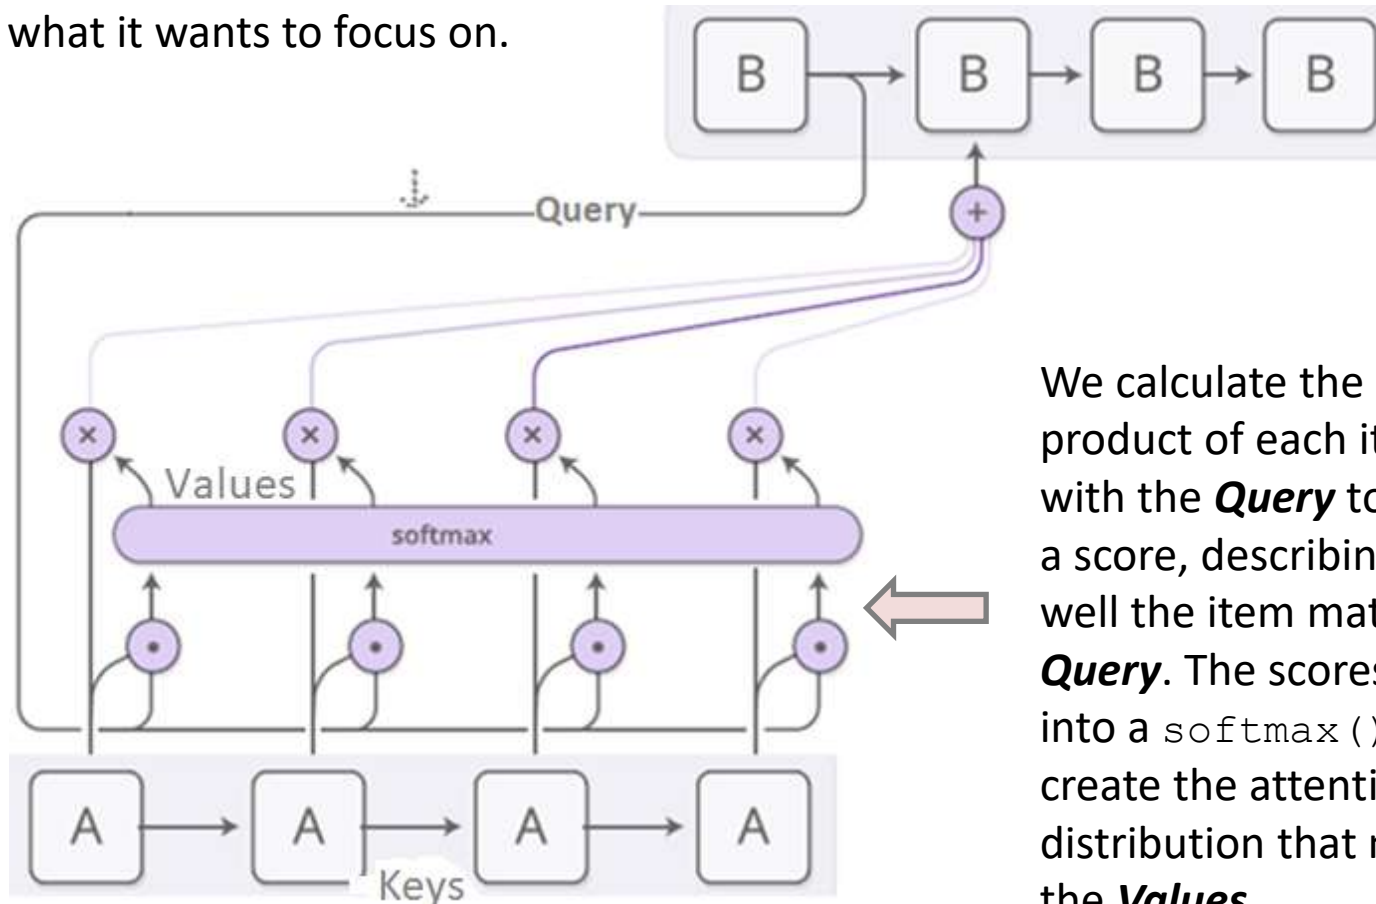 what it wants to focus on.
B B B B
Query
+
× × × ×
Values
softmax
• • • •
A A A A
Keys
We calculate the
product of each it
with the Query to
a score, describin
well the item mat
Query. The scores
into a softmax()
create the attenti
distribution that
the Values